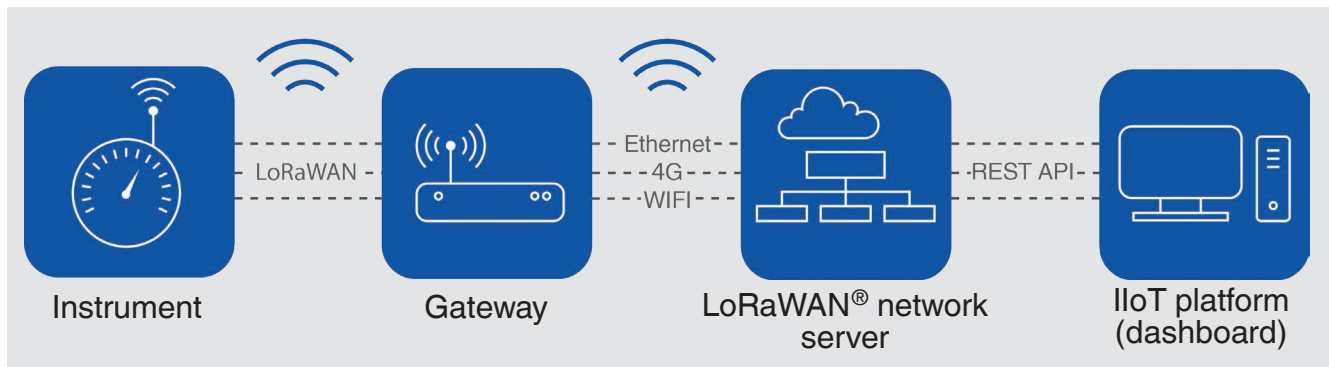 LoRaWAN
Ethernet
4G
WIFI
REST API
Instrument
Gateway
LoRaWAN® network
server
IIoT platform
(dashboard)